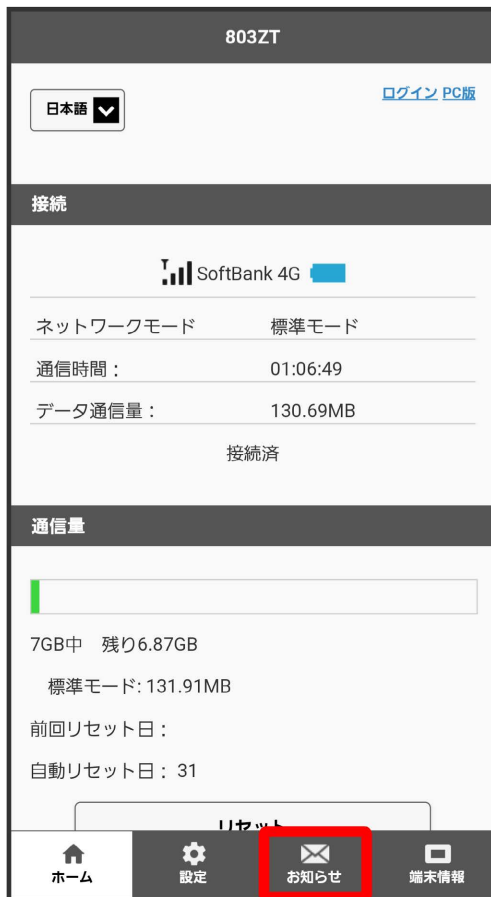 803ZT
日本語
ログイン PC版
接続
SoftBank 4G
ネットワークモード 標準モード
通信時間： 01:06:49
データ通信量： 130.69MB
接続済
通信量
7GB中 残り6.87GB
標準モード: 131.91MB
前回リセット日：
自動リセット日： 31
リセット
ホーム 設定 お知らせ 端末情報